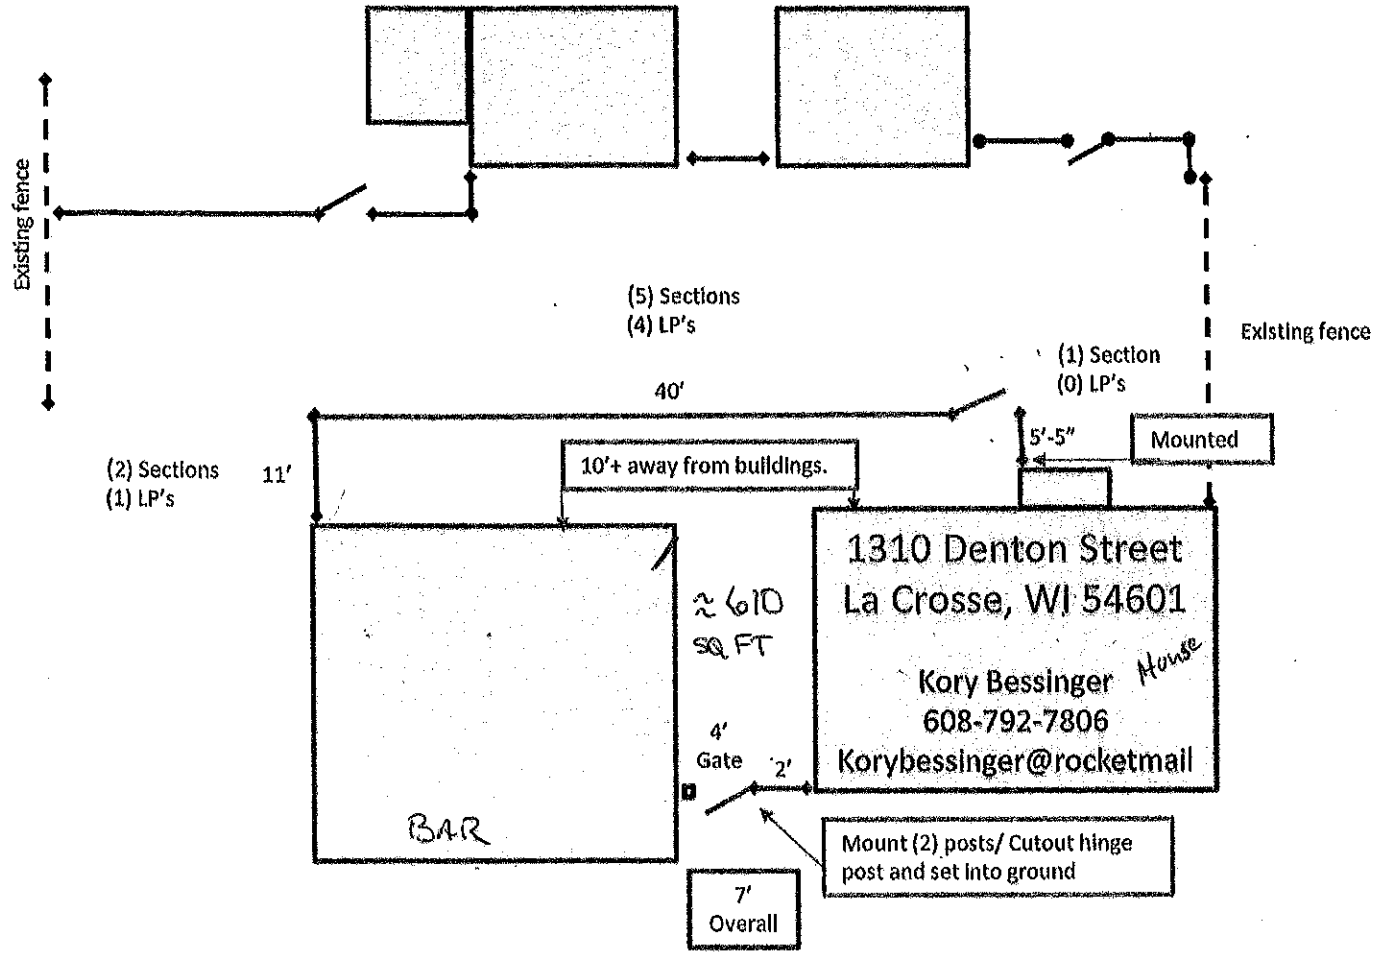 Existing fence
(5) Sections
(4) LP's
Existing fence
(1) Section
(0) LP's
40'
5'-5"
Mounted
(2) Sections
(1) LP's
11'
10'+ away from buildings.
1310 Denton Street
La Crosse, WI 54601
≈ 610
SQ FT
House
Kory Bessinger
608-792-7806
Korybessinger@rocketmail
4'
Gate
2'
BAR
Mount (2) posts/ Cutout hinge
post and set into ground
7'
Overall